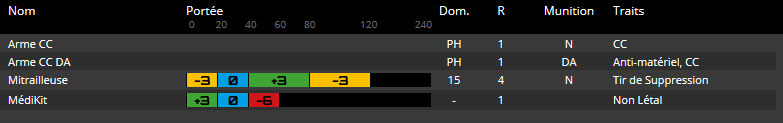 Nom Portée Dom. R Munition Traits
0 20 40 60 80 120 240
Arme CC PH 1 N CC
Arme CC DA PH 1 DA Anti-matériel, CC
Mitrailleuse -3 0 +3 -3 15 4 N Tir de Suppression
MédiKit +3 0 -6 - 1 Non Létal